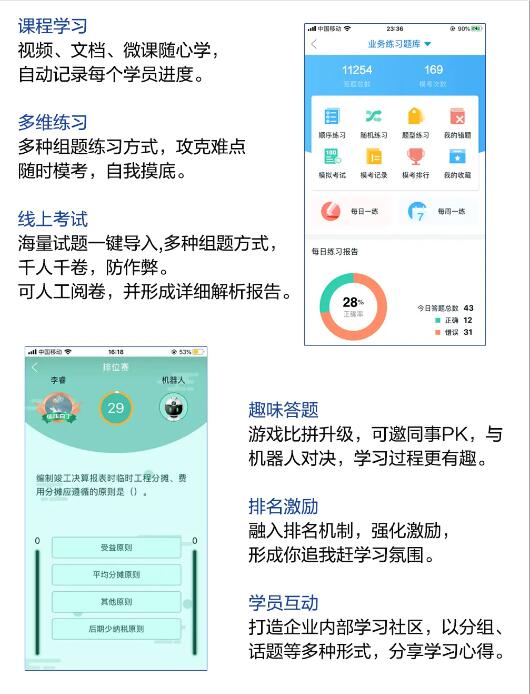 课程学习
视频、文档、微课随心学，
自动记录每个学员进度。
多维练习
多种组题练习方式，攻克难点
随时模考，自我摸底。
线上考试
海量试题一键导入,多种组题方式，
千人千卷，防作弊。
可人工阅卷，并形成详细解析报告。
中国移动 23:36 90%
业务练习题库
11254 169
答题总数 模考次数
顺序练习 随机练习 题型练习 我的错题
模拟考试 模考记录 模考排行 我的收藏
每日一练 每周一练
每日练习报告
28%
正确率
今日答题总数 43
正确 12
错误 31
中国移动 16:18 53%
排位赛
李睿 机器人
29
编制竣工决算报表时临时工程分摊、费
用分摊应遵循的原则是（）。
0 0
受益原则
平均分摊原则
其他原则
后期少纳税原则
趣味答题
游戏比拼升级，可邀同事PK，与
机器人对决，学习过程更有趣。
排名激励
融入排名机制，强化激励，
形成你追我赶学习氛围。
学员互动
打造企业内部学习社区，以分组、
话题等多种形式，分享学习心得。